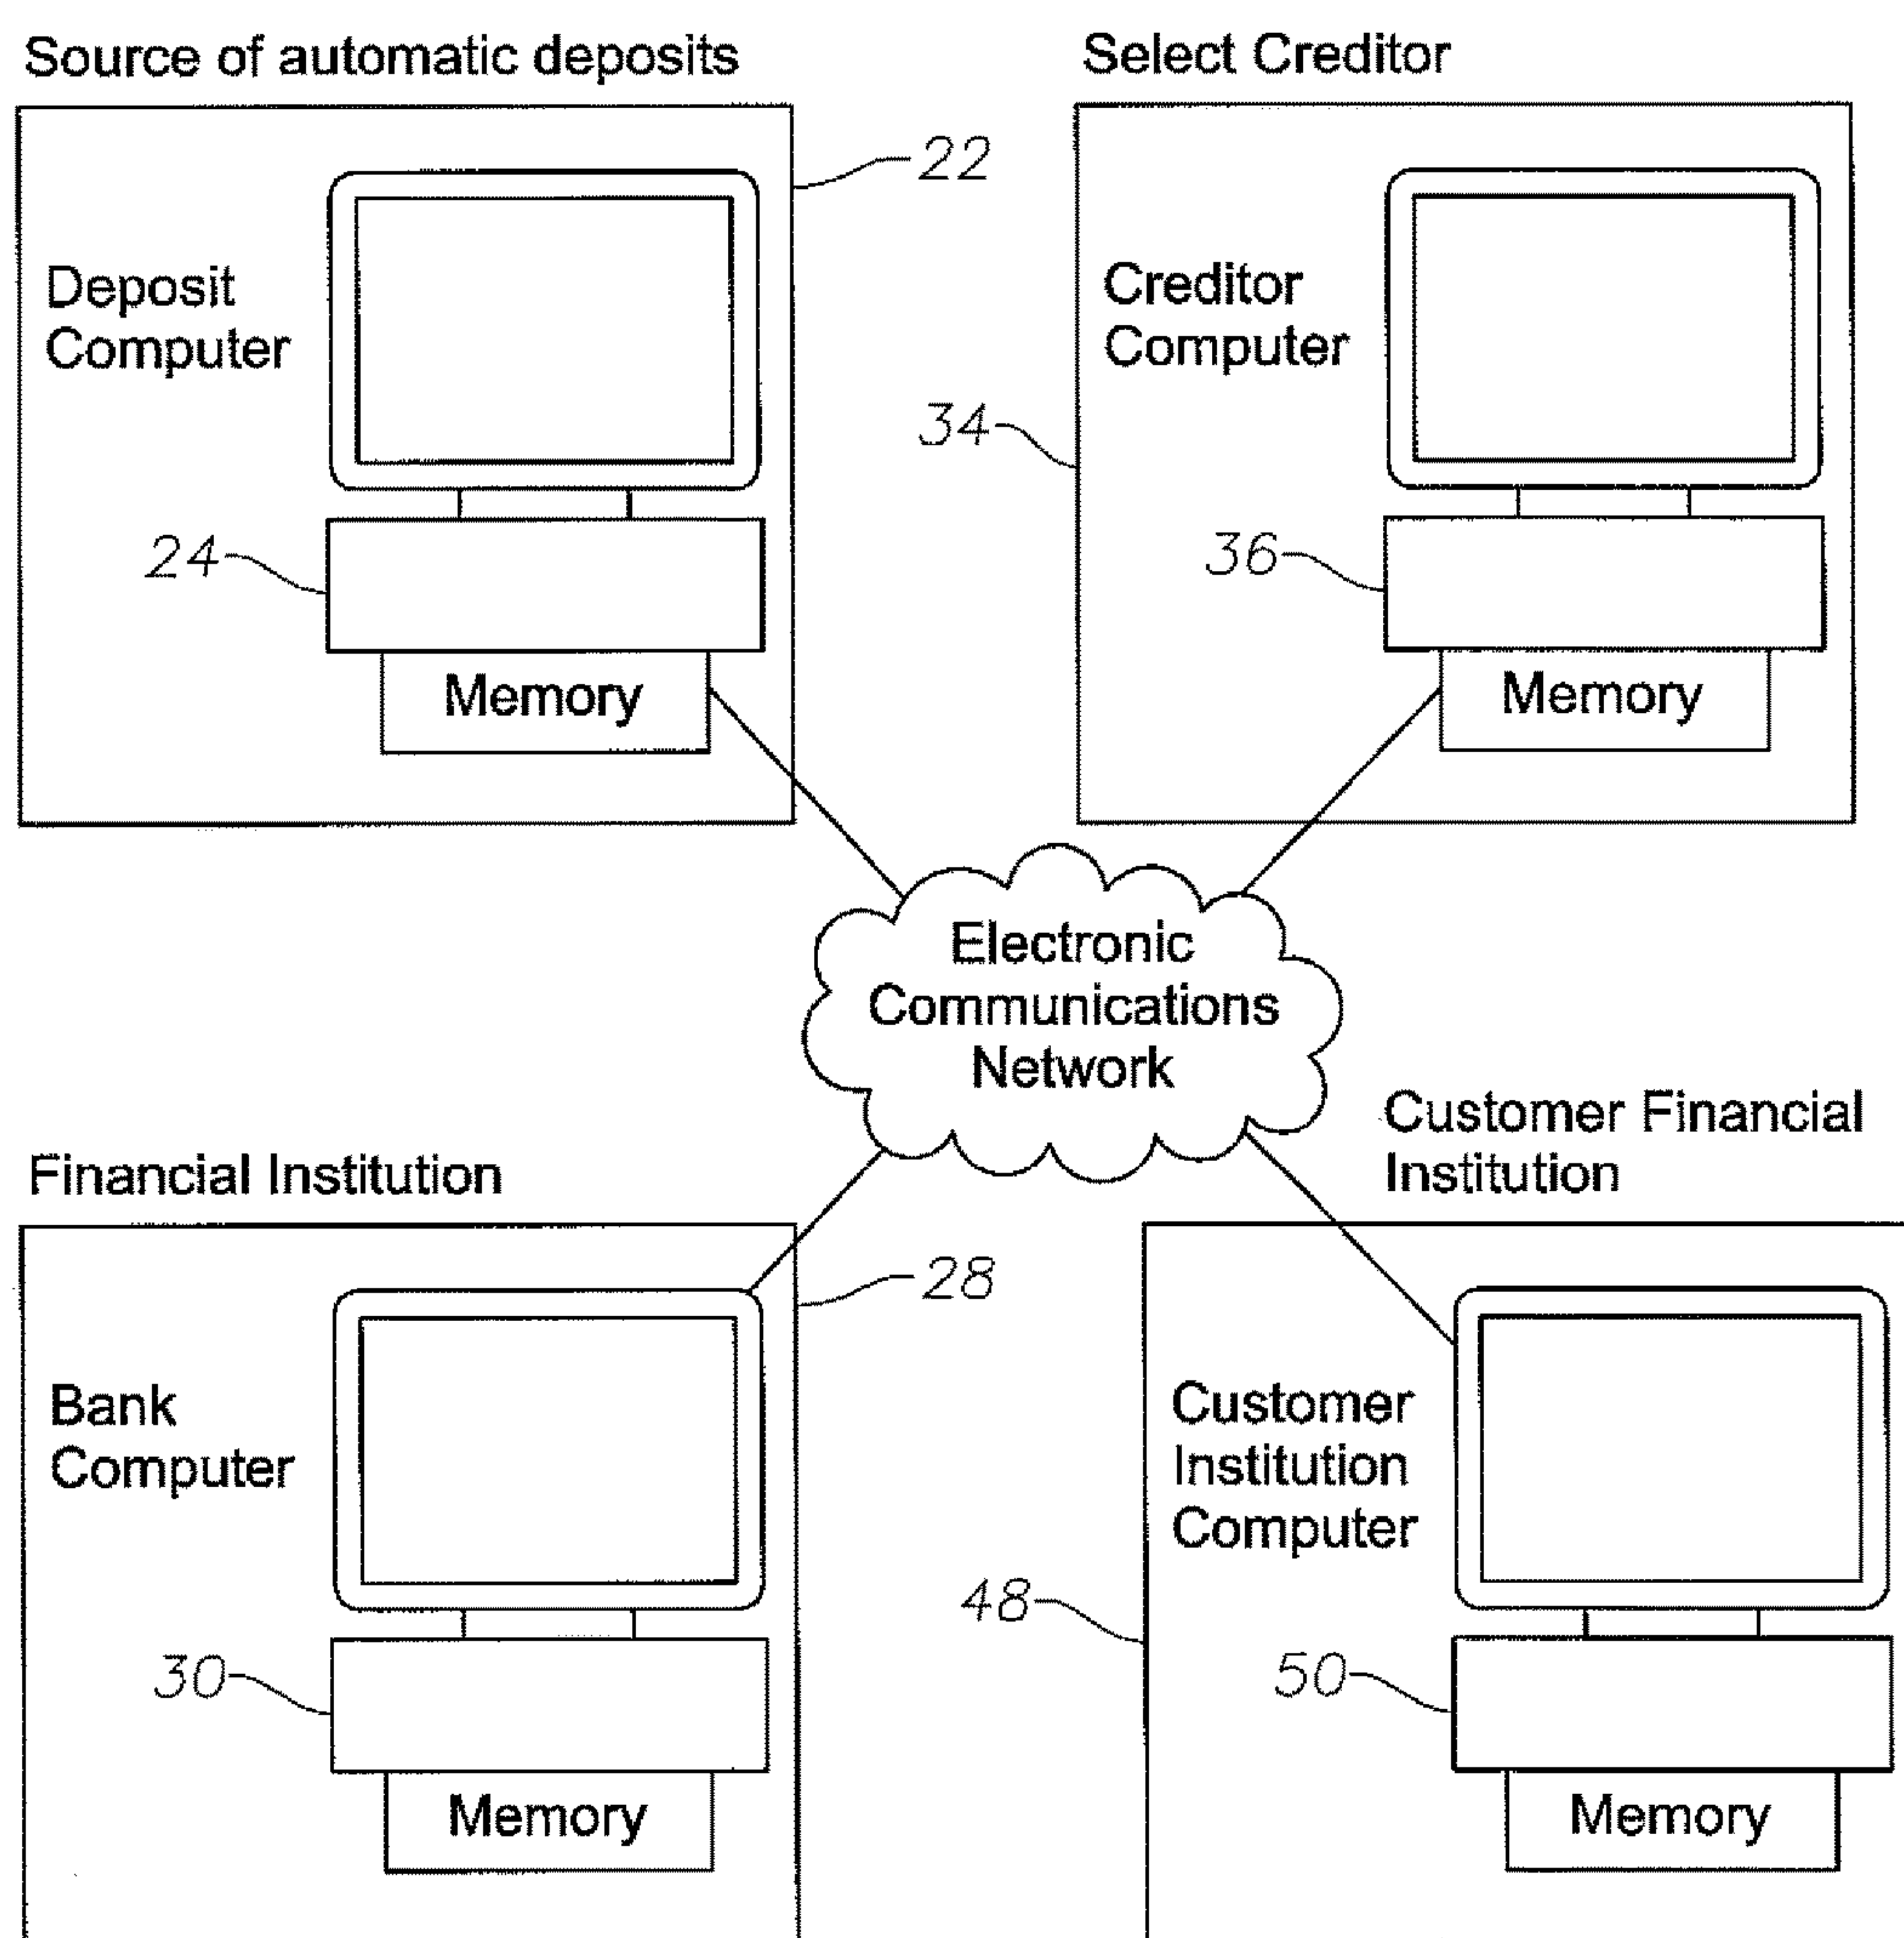 Source of automatic deposits
Select Creditor
22
Deposit
Computer
Creditor
Computer
34
24
36
Memory
Memory
Electronic
Communications
Network
Customer Financial
Institution
Financial Institution
28
Bank
Computer
Customer
Institution
Computer
48
30
50
Memory
Memory